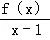 f ( x )
x - 1